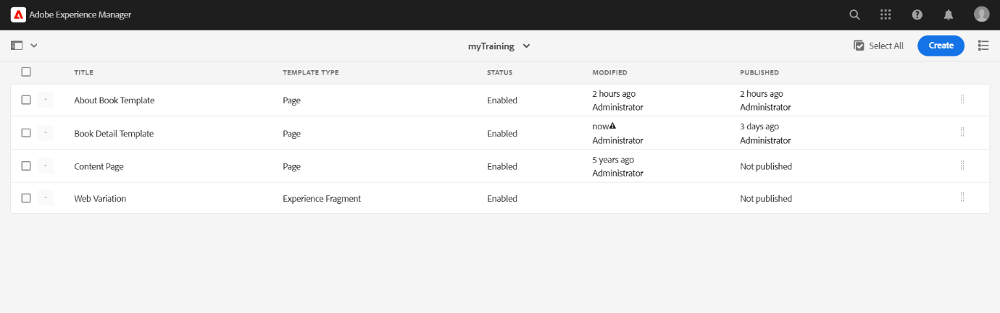 Adobe Experience Manager
myTraining
Select All
Create
TITLE TEMPLATE TYPE STATUS MODIFIED PUBLISHED
- About Book Template Page Enabled 2 hours ago Administrator 2 hours ago Administrator
- Book Detail Template Page Enabled now Administrator 3 days ago Administrator
- Content Page Page Enabled 5 years ago Administrator Not published
- Web Variation Experience Fragment Enabled Not published